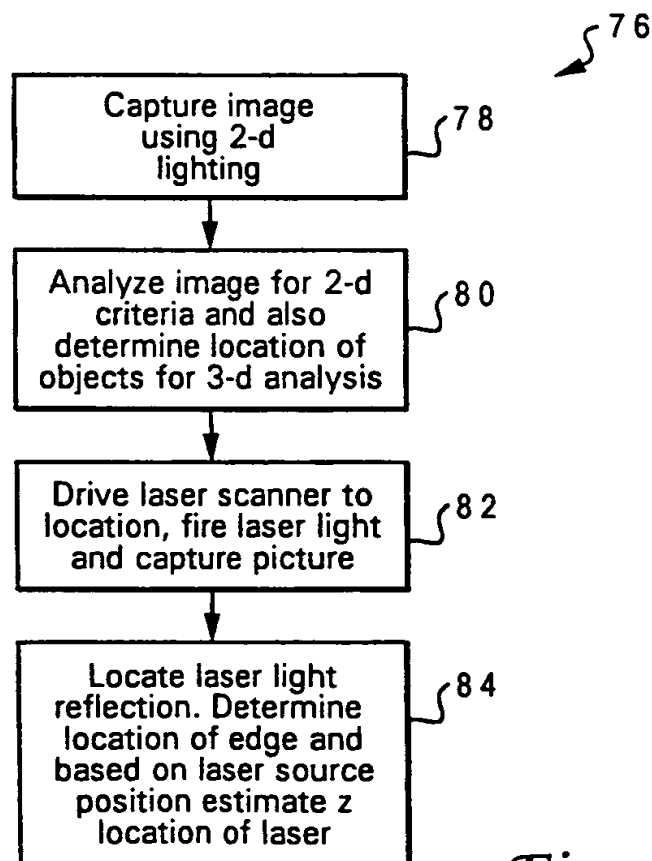 76
Capture image
using 2-d
lighting
78
Analyze image for 2-d
criteria and also
determine location of
objects for 3-d analysis
80
Drive laser scanner to
location, fire laser light
and capture picture
82
Locate laser light
reflection. Determine
location of edge and
based on laser source
position estimate z
location of laser
84